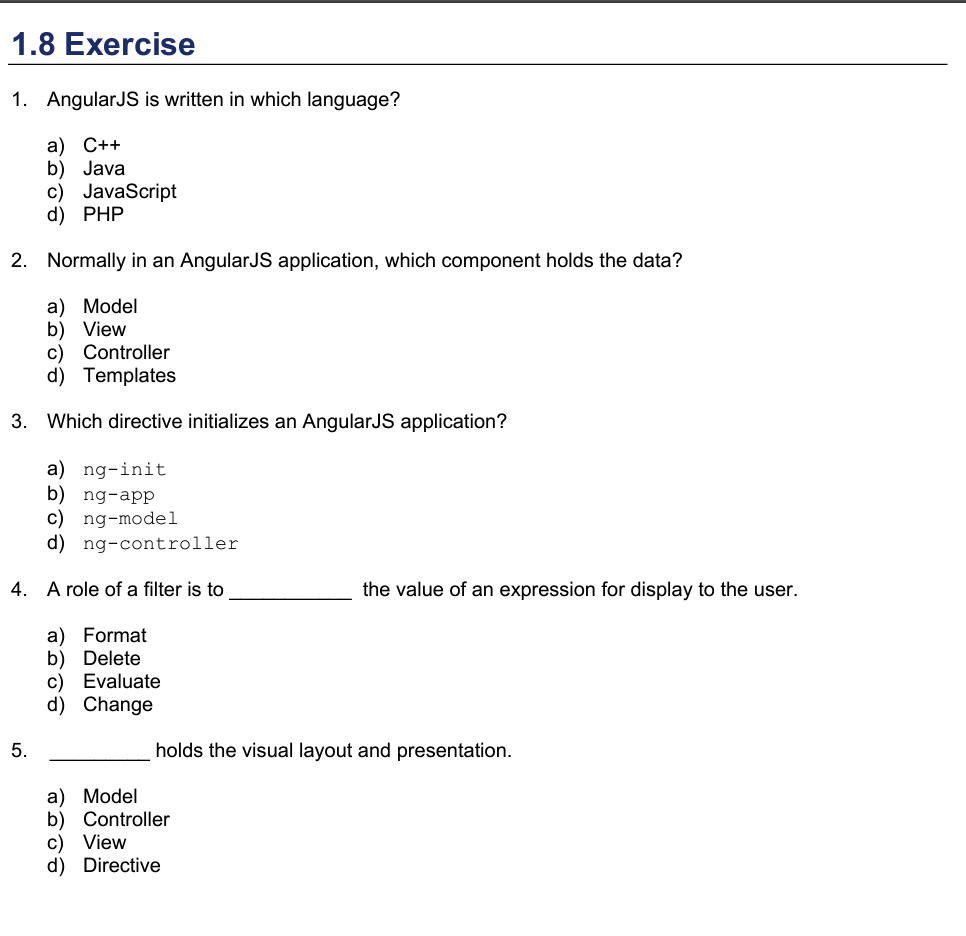 1.8 Exercise
1. AngularJS is written in which language?
a) C++
b) Java
c) JavaScript
d) PHP
2. Normally in an AngularJS application, which component holds the data?
a) Model
b) View
c) Controller
d) Templates
3. Which directive initializes an AngularJS application?
a) ng-init
b) ng-app
c) ng-model
d) ng-controller
4. A role of a filter is to ___________ the value of an expression for display to the user.
a) Format
b) Delete
c) Evaluate
d) Change
5. _________ holds the visual layout and presentation.
a) Model
b) Controller
c) View
d) Directive